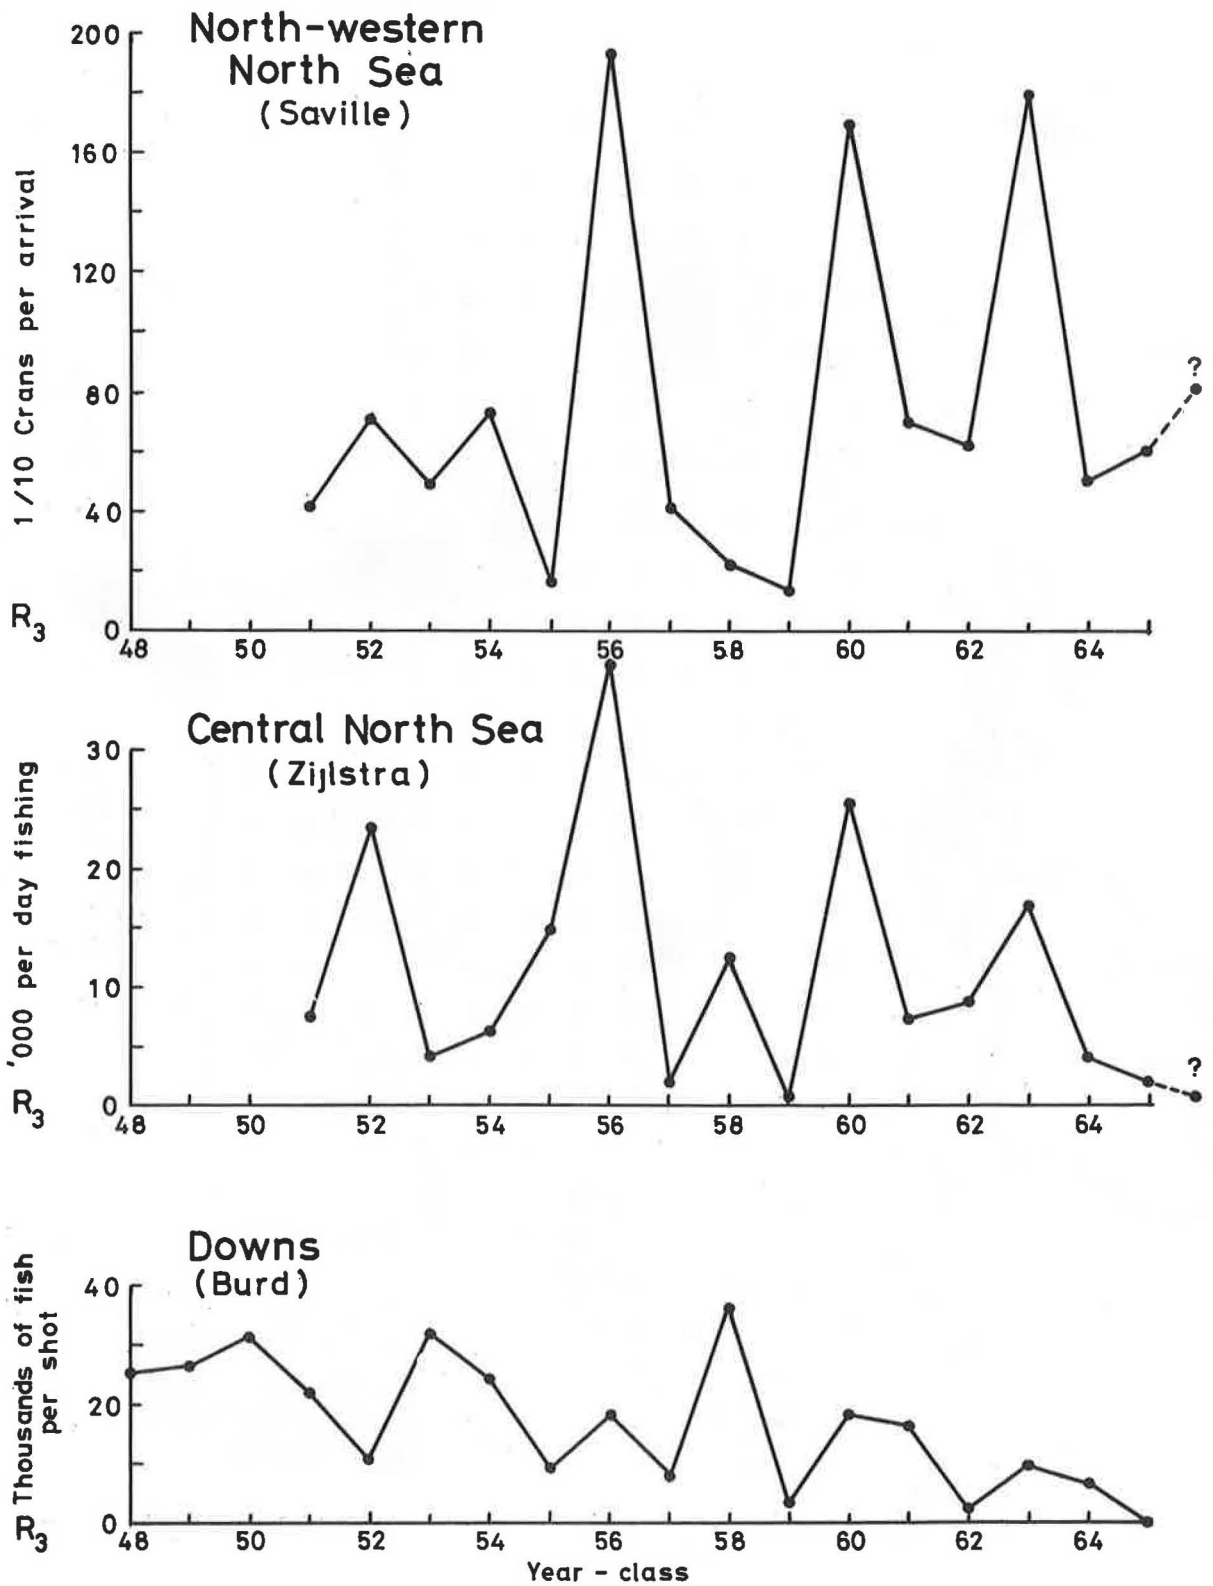 North-western
North Sea
(Saville)
200
160
120
80
40
0
1/10 Crans per arrival
R3
48 50 52 54 56 58 60 62 64
?
Central North Sea
(Zijlstra)
30
20
10
0
'000 per day fishing
R3
48 50 52 54 56 58 60 62 64
?
Downs
(Burd)
40
20
0
Thousands of fish
per shot
R3
48 50 52 54 56 58 60 62 64
Year - class